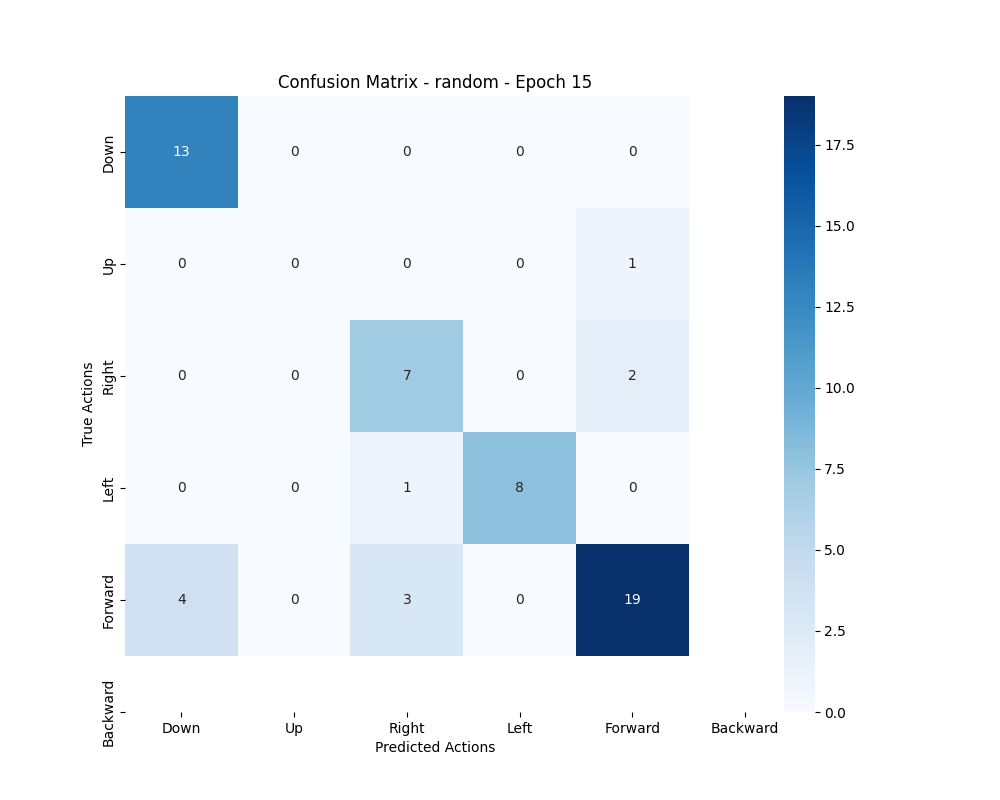 Confusion Matrix - random - Epoch 15
True Actions
Down 13 0 0 0 0
Up 0 0 0 0 1
Right 0 0 7 0 2
Left 0 0 1 8 0
Forward 4 0 3 0 19
Backward
Down Up Right Left Forward Backward
Predicted Actions
17.5
15.0
12.5
10.0
7.5
5.0
2.5
0.0